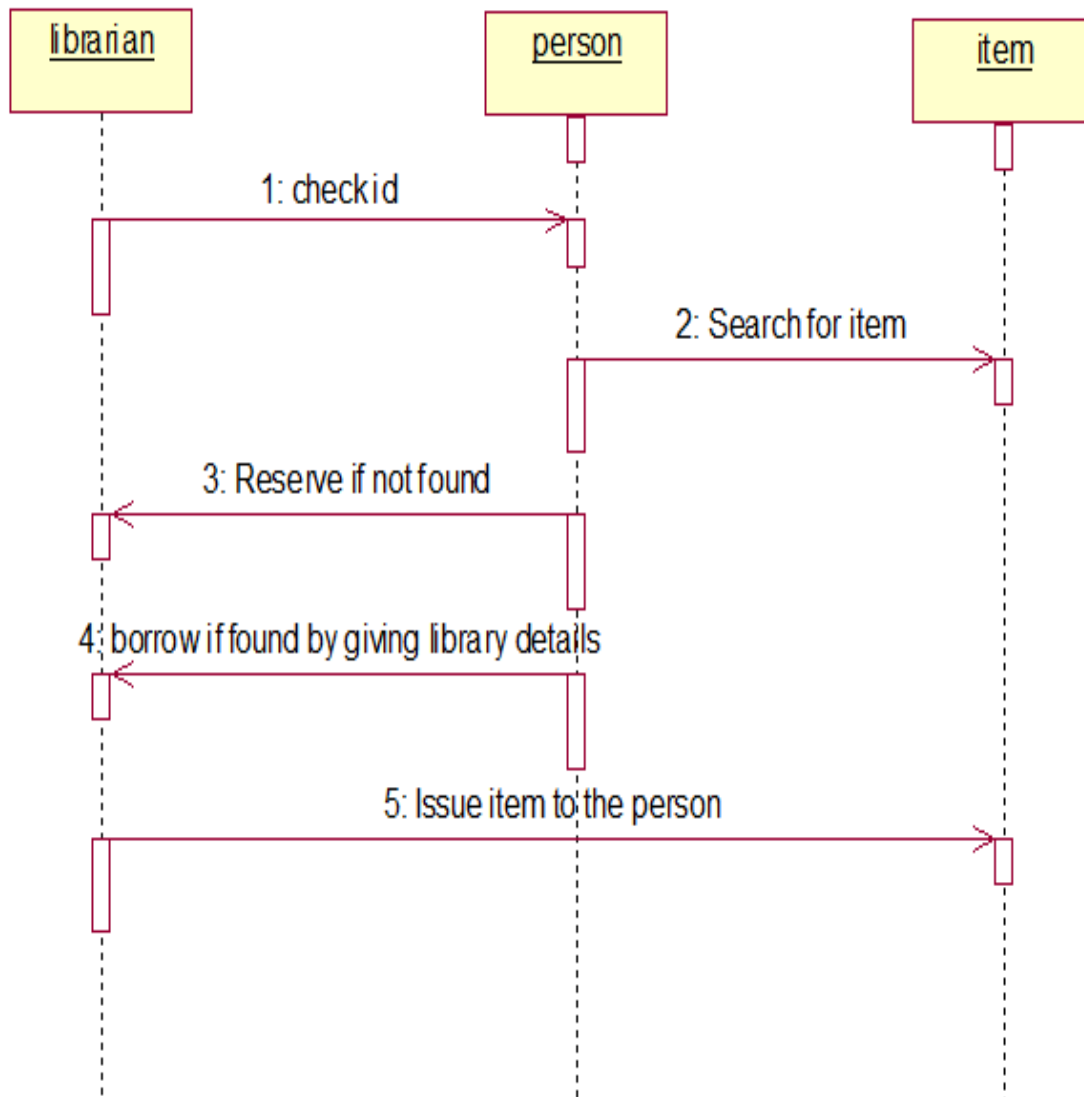 librarian
person
item
1: check id
2: Search for item
3: Reserve if not found
4: borrow if found by giving library details
5: Issue item to the person